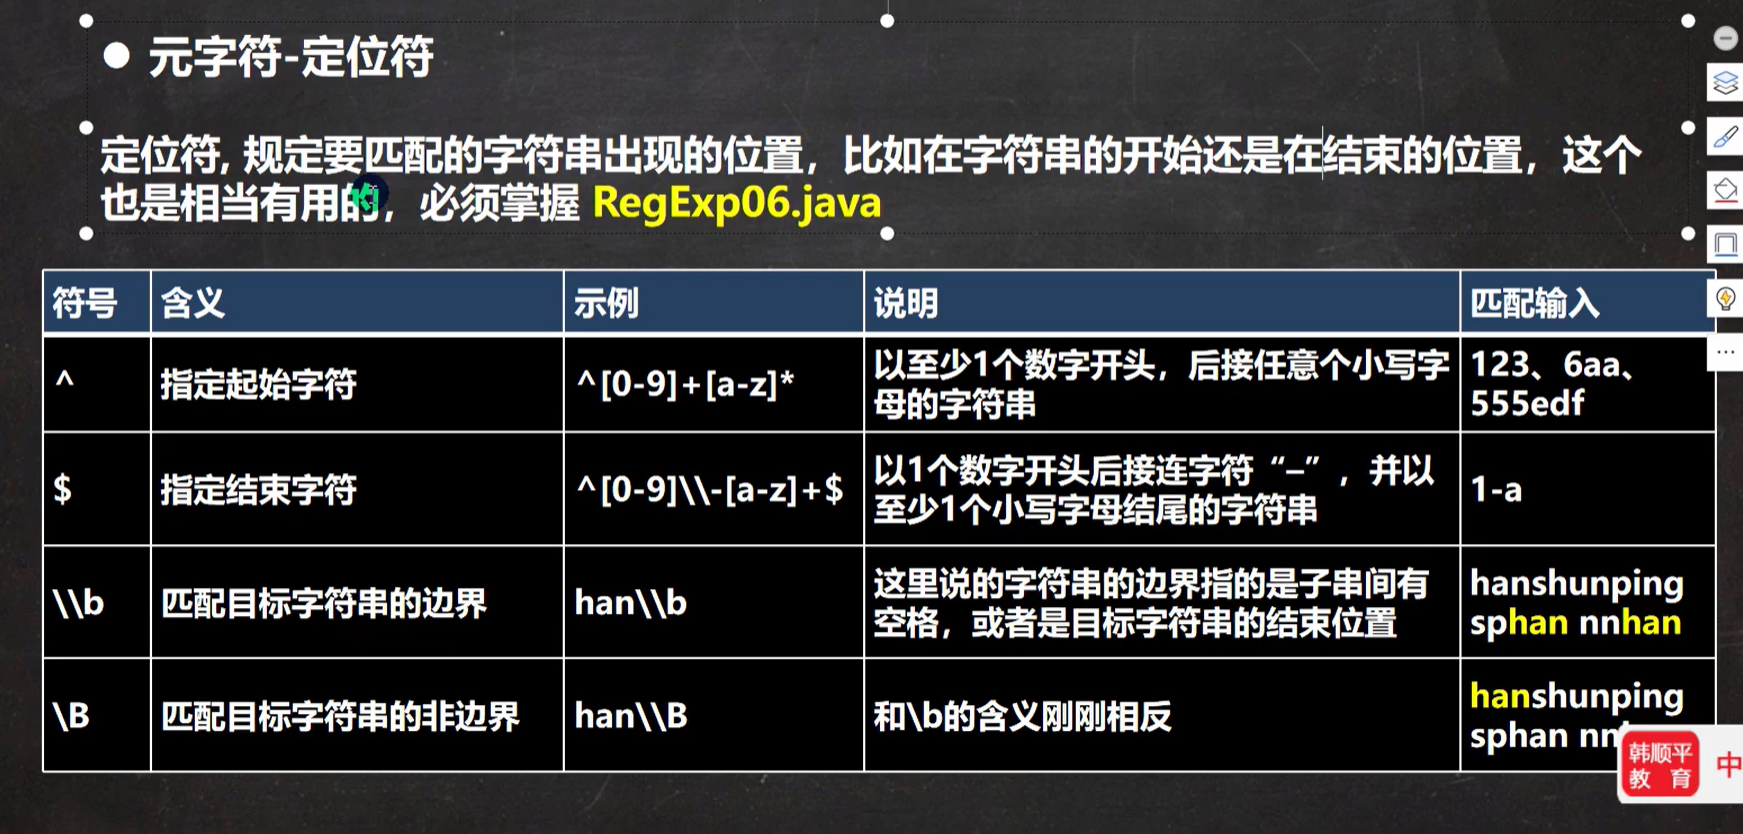 元字符-定位符
定位符, 规定要匹配的字符串出现的位置，比如在字符串的开始还是在结束的位置，这个
也是相当有用的，必须掌握 RegExp06.java
符号 含义 示例 说明 匹配输入
^ 指定起始字符 ^[0-9]+[a-z]* 以至少1个数字开头，后接任意个小写字
母的字符串
123、6aa、
555edf
$ 指定结束字符 ^[0-9]\\-[a-z]+$ 以1个数字开头后接连字符“–”，并以
至少1个小写字母结尾的字符串
1-a
\\b 匹配目标字符串的边界 han\\b 这里说的字符串的边界指的是子串间有
空格，或者是目标字符串的结束位置
hanshunping
sphan nnhan
\B 匹配目标字符串的非边界 han\\B 和\b的含义刚刚相反
hanshunping
sphan nn
韩顺平
教 育
中